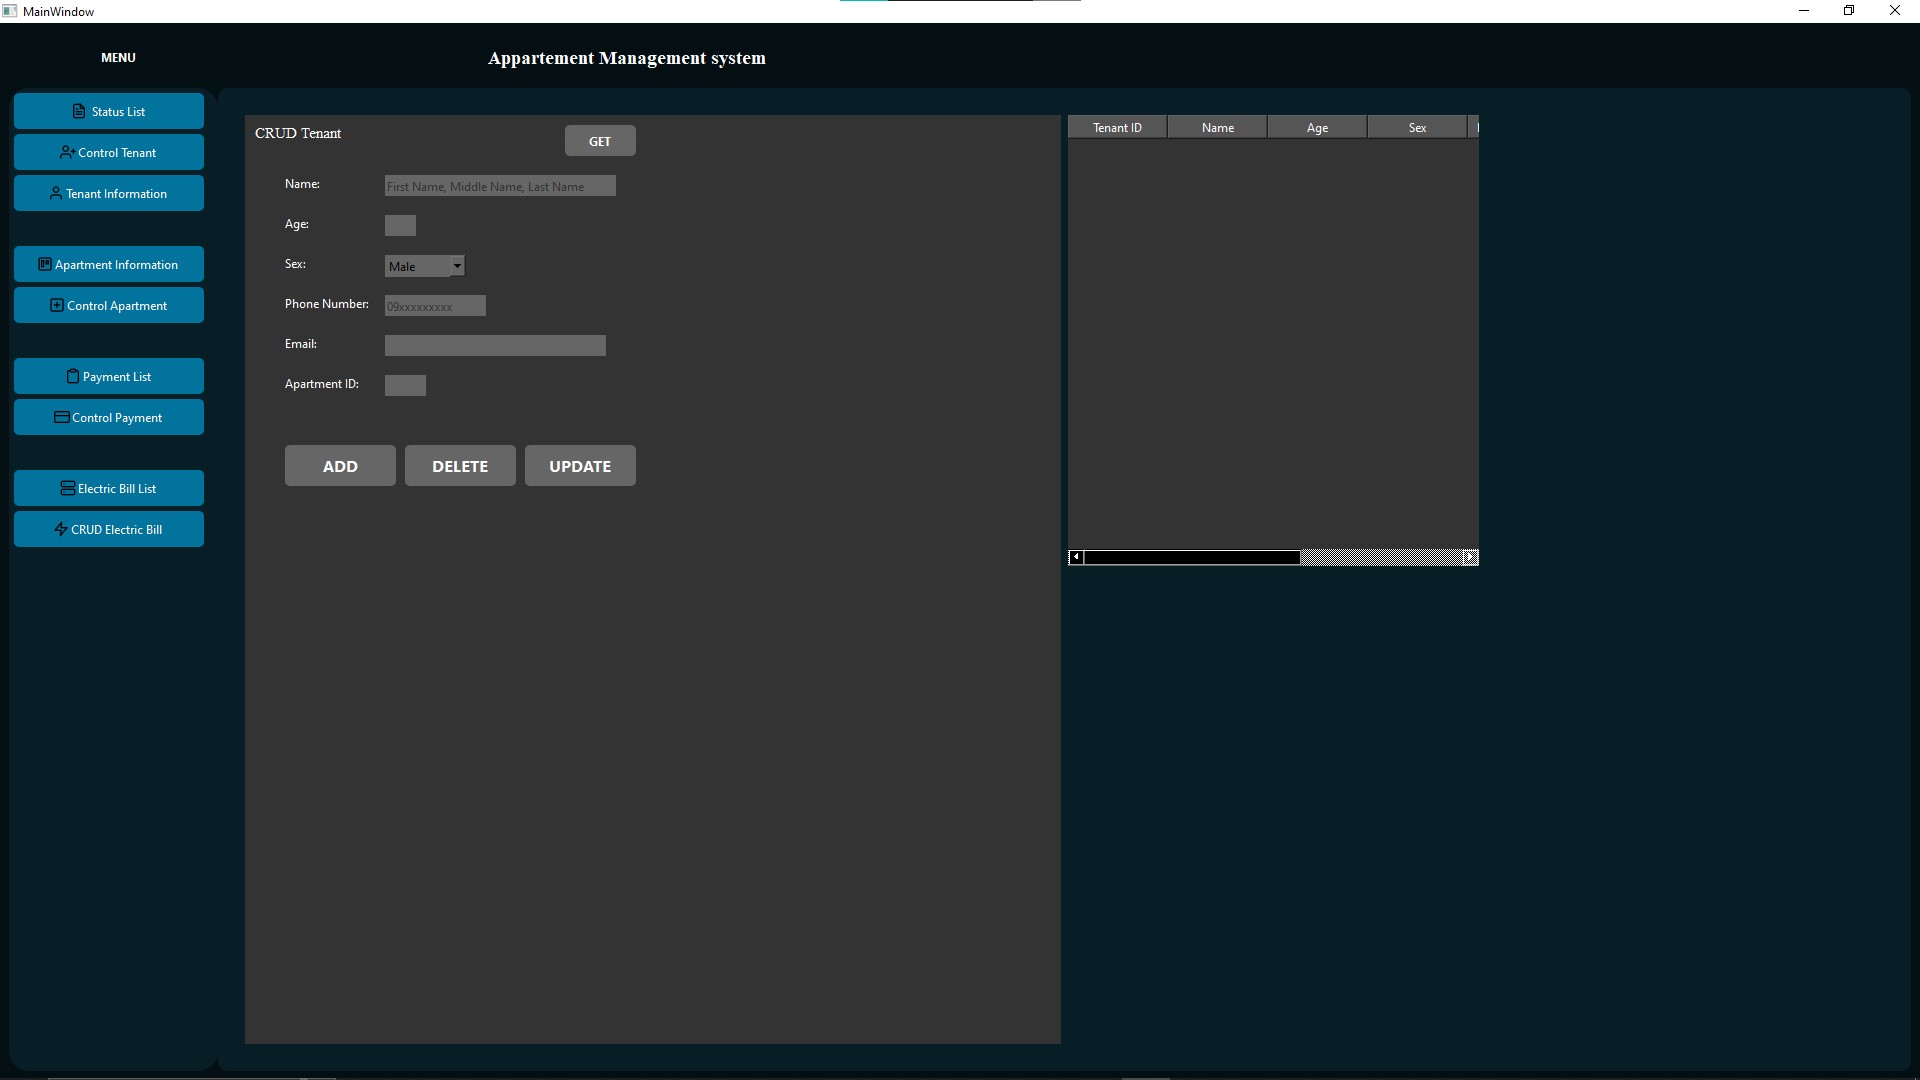 MainWindow
MENU
Appartement Management system
Status List
Control Tenant
Tenant Information
Apartment Information
Control Apartment
Payment List
Control Payment
Electric Bill List
CRUD Electric Bill
CRUD Tenant
GET
Name:
First Name, Middle Name, Last Name
Age:
Sex:
Male
Phone Number:
09xxxxxxxxx
Email:
Apartment ID:
ADD
DELETE
UPDATE
Tenant ID
Name
Age
Sex